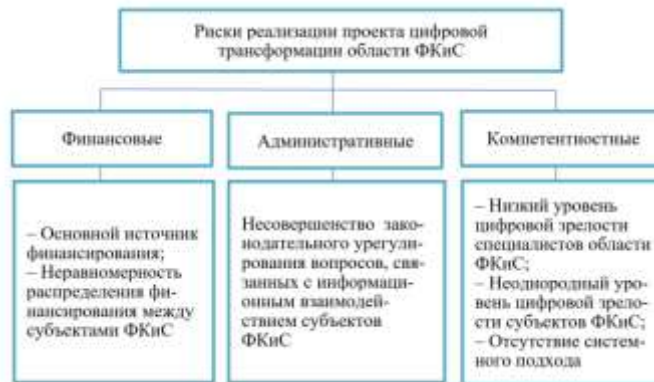 Риски реализации проекта цифровой
трансформации области ФКиС
Финансовые
Административные
Компетентностные
– Основной источник
финансирования;
– Неравномерность
распределения фи-
нансирования между
субъектами ФКиС
Несовершенство зако-
нодательного урегули-
рования вопросов, свя-
занных с информаци-
онным взаимодей-
ствием субъектов
ФКиС
– Низкий уровень
цифровой зрелости
специалистов области
ФКиС;
– Неоднородный уро-
вень цифровой зрело-
сти субъектов ФКиС;
– Отсутствие систем-
ного подхода